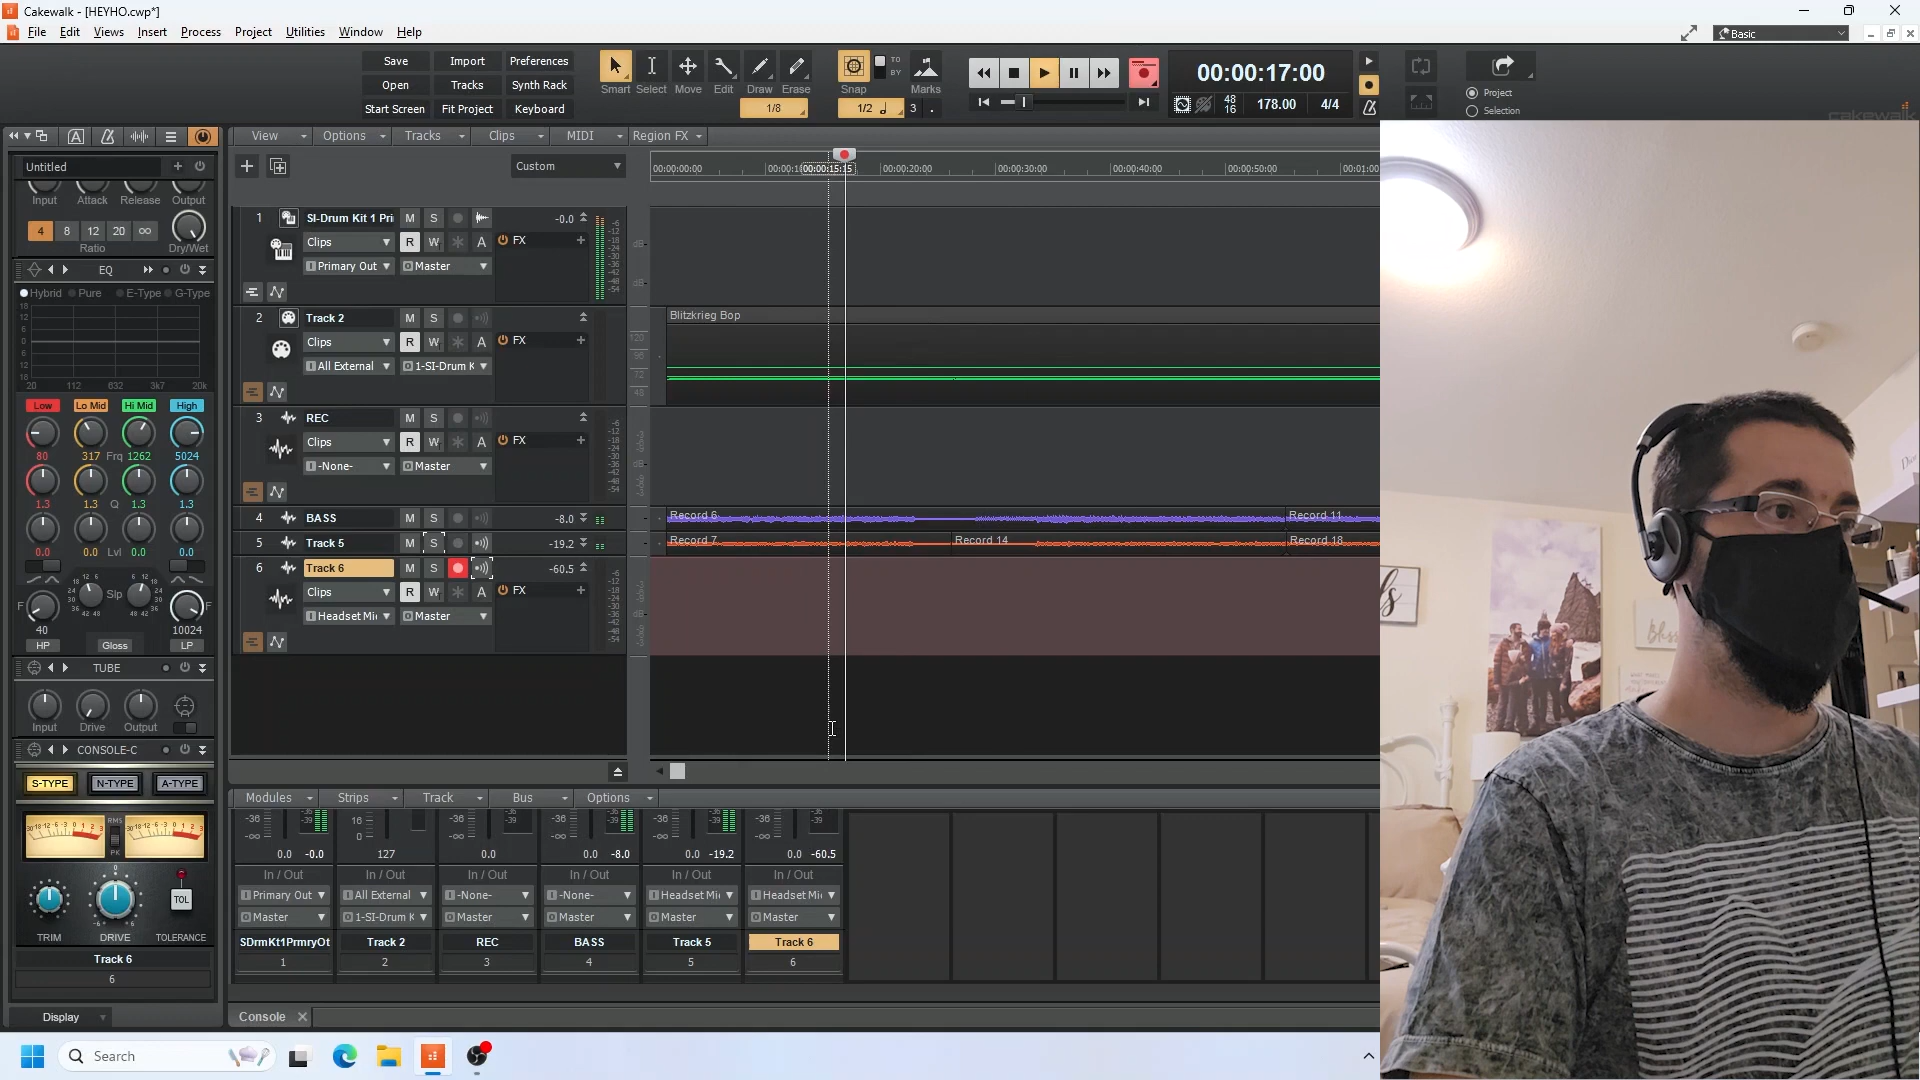 Cakewalk - [HEYHO.cwp*]
File Edit Views Insert Process Project Utilities Window Help
Basic
Save Import Preferences
Open Tracks Synth Rack
Start Screen Fit Project Keyboard
Smart Select Move Edit Draw Erase
1/8
Snap TO BY Marks
1/2 3 .
00:00:17:00
48 16 178.00 4/4
Project
Selection
cakewalk
View Options Tracks Clips MIDI Region FX
Custom
00:00:00:00 00:00:15:15 00:00:20:00 00:00:30:00 00:00:40:00 00:00:50:00
Untitled
Input Attack Release Output
4 8 12 20 ∞
Ratio Dry/Wet
EQ
Hybrid Pure E-Type G-Type
20 112 632 3k7 20k
Low Lo Mid Hi Mid High
80 317 Frq 1262 5024
1.3 1.3 Q 1.3 1.3
0.0 0.0 Lvl 0.0 0.0
Slp
F F
40 10024
HP Gloss LP
TUBE
Input Drive Output
CONSOLE-C
S-TYPE N-TYPE A-TYPE
RMS
PK
TOL
TRIM DRIVE TOLERANCE
Track 6
6
Display
1 SI-Drum Kit 1 Pri M S -0.0
Clips R W A FX
Primary Out Master
2 Track 2 M S
Clips R W A FX
All External 1-SI-Drum K
Blitzkrieg Bop
3 REC M S
Clips R W A FX
-None- Master
4 BASS M S -8.0
Record 6 Record 11
5 Track 5 M S -19.2
Record 7 Record 14 Record 18
6 Track 6 M S -60.5
Clips R W A FX
Headset Mi Master
Modules Strips Track Bus Options
0.0 -0.0 127 0.0 0.0 -8.0 0.0 -19.2 0.0 -60.5
In / Out In / Out In / Out In / Out In / Out In / Out
Primary Out All External -None- -None- Headset Mi Headset Mi
Master 1-SI-Drum K Master Master Master Master
SDrmKt1PrmryOt Track 2 REC BASS Track 5 Track 6
1 2 3 4 5 6
Console
Search